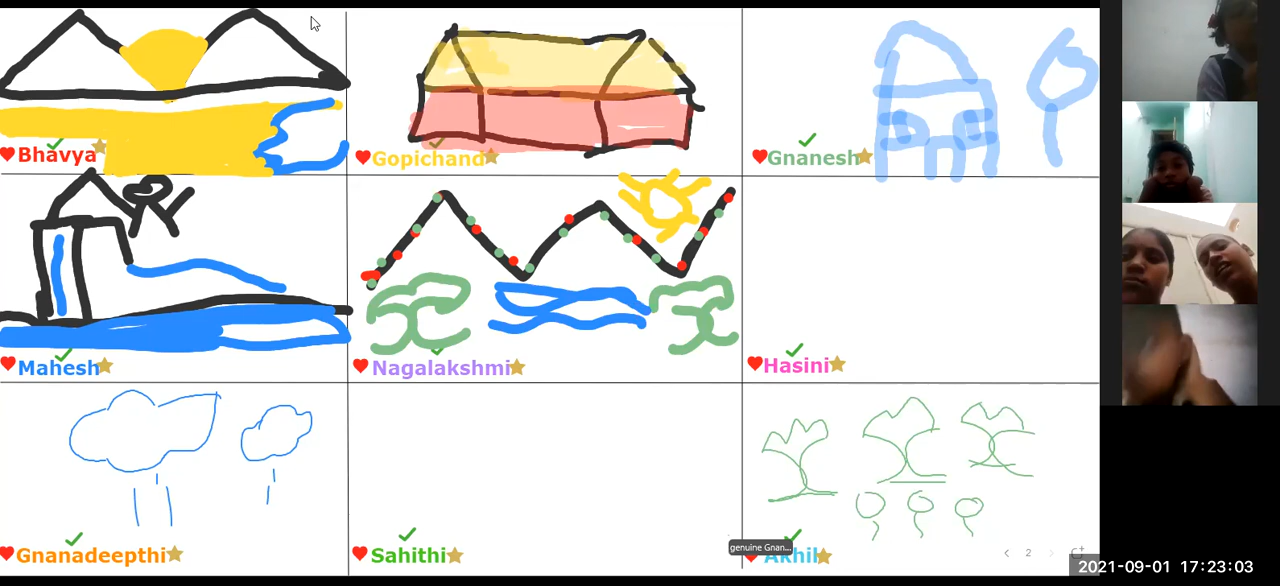 Bhavya
Gopichand
Gnanesh
Mahesh
Nagalakshmi
Hasini
Gnanadeepthi
Sahithi
Akhil
genuine Gnan...
2
2021-09-01 17:23:03